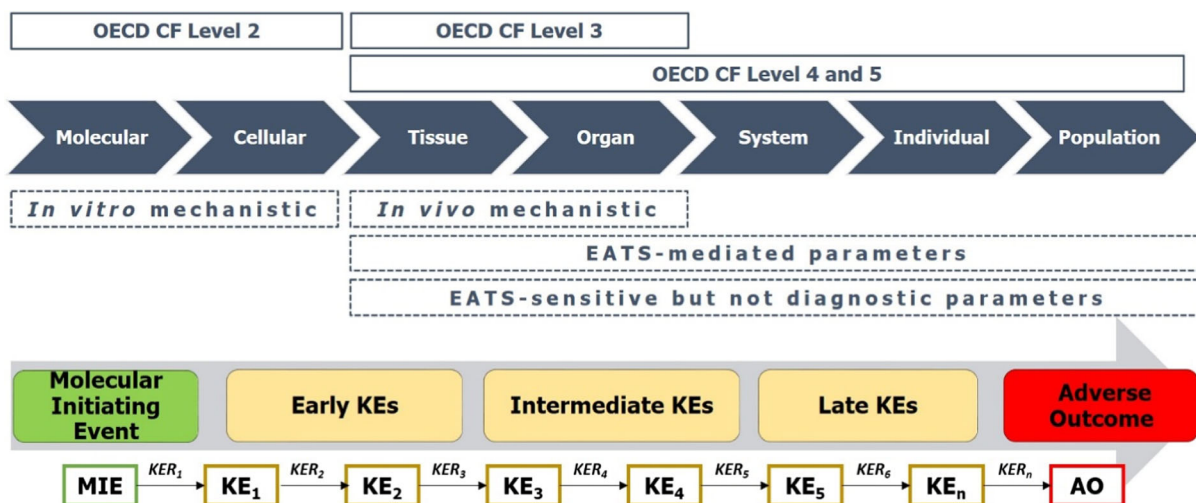 OECD CF Level 2 OECD CF Level 3
OECD CF Level 4 and 5
Molecular Cellular Tissue Organ System Individual Population
In vitro mechanistic In vivo mechanistic
EATS-mediated parameters
EATS-sensitive but not diagnostic parameters
Molecular
Initiating
Event
Early KEs
Intermediate KEs
Late KEs
Adverse
Outcome
MIE KER₁ KE₁ KER₂ KE₂ KER₃ KE₃ KER₄ KE₄ KER₅ KE₅ KER₆ KEₙ KERₙ AO